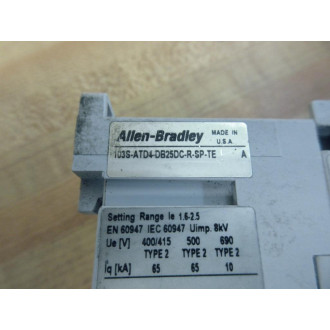 Allen-Bradley MADE IN U.S.A.
103S-ATD4-DB25DC-R-SP-TE A
Setting Range Ie 1.6-2.5
EN 60947 IEC 60947 Uimp. 8kV
Ue [V] 400/415 500 690
TYPE 2 TYPE 2 TYPE 2
Iq [kA] 65 65 10